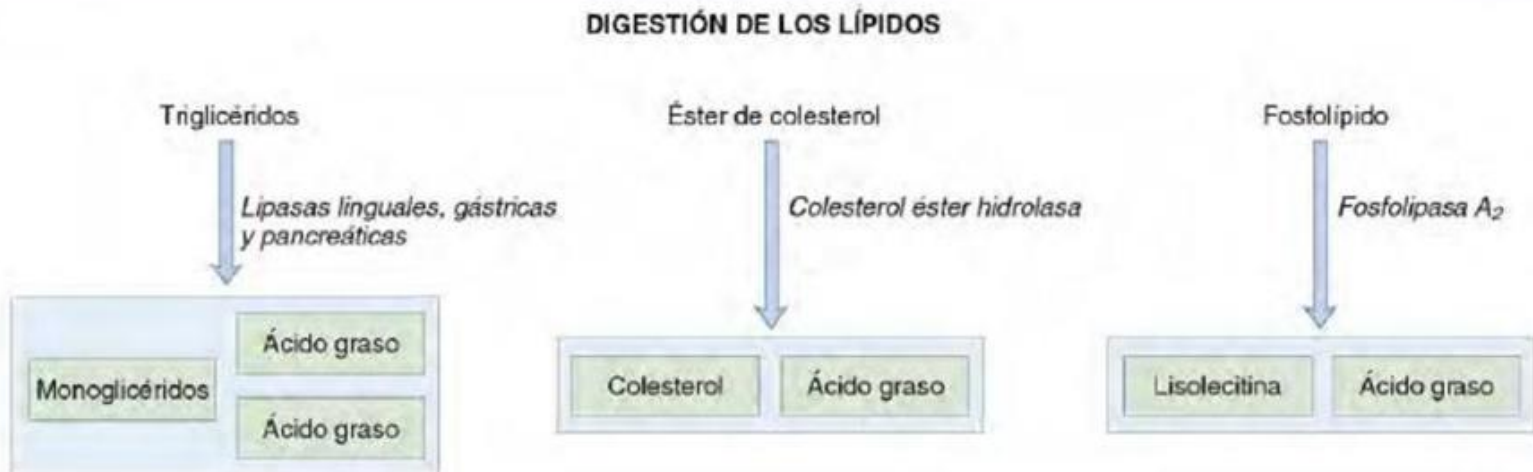 DIGESTIÓN DE LOS LÍPIDOS
Triglicéridos
Lipasas linguales, gástricas
y pancreáticas
Monoglicéridos
Ácido graso
Ácido graso
Éster de colesterol
Colesterol éster hidrolasa
Colesterol
Ácido graso
Fosfolípido
Fosfolipasa A₂
Lisolecitina
Ácido graso